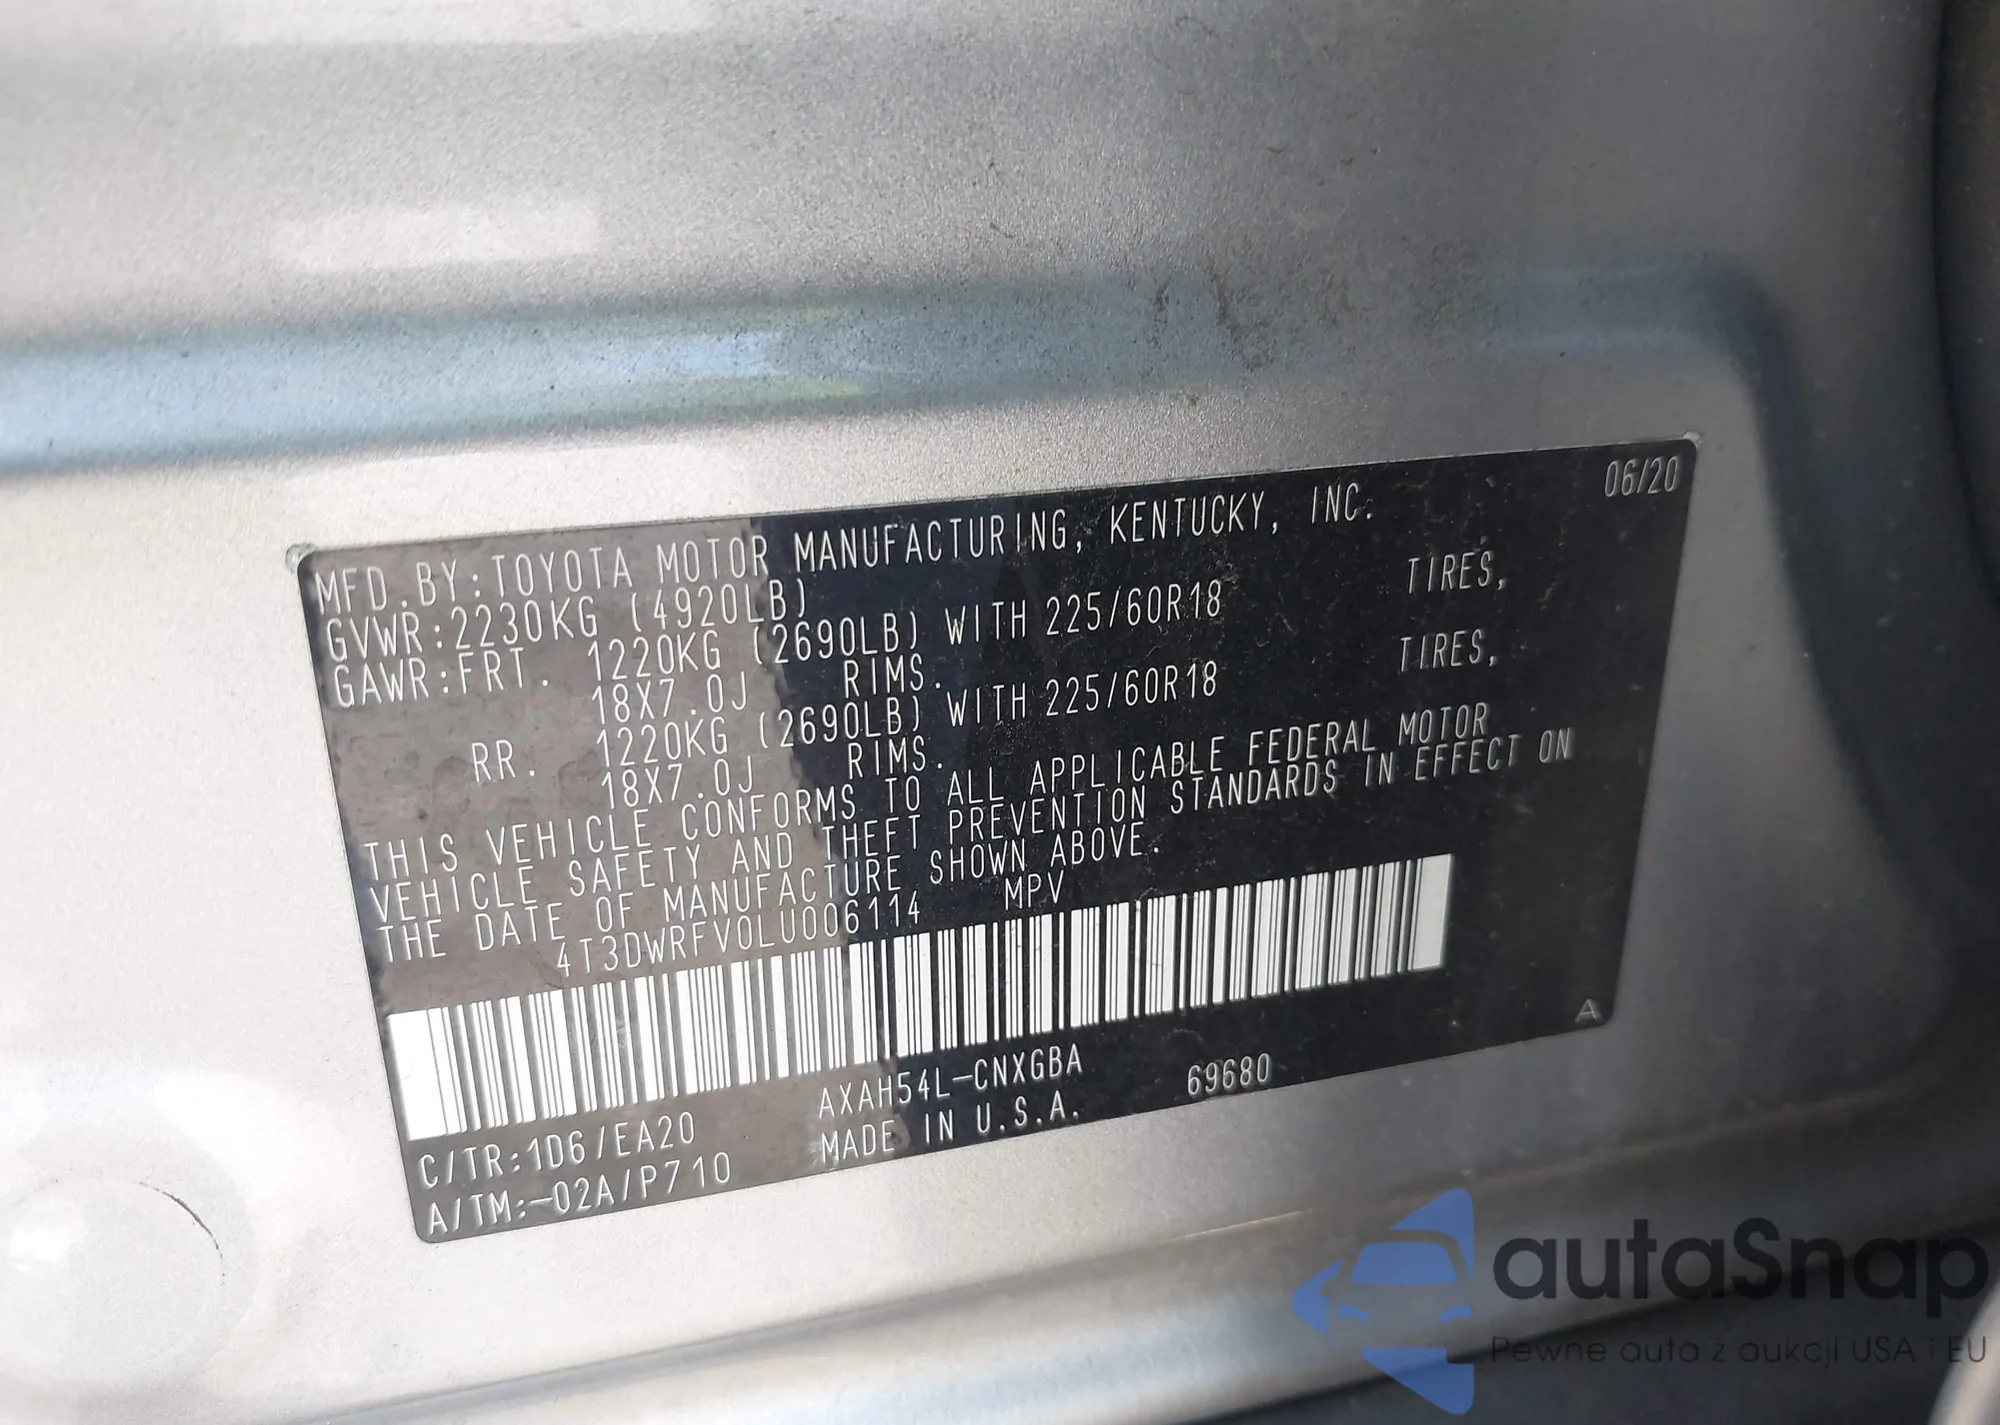 06/20
MFD.BY:TOYOTA MOTOR MANUFACTURING, KENTUCKY, INC.
GVWR:2230KG (4920LB)
GAWR:FRT. 1220KG (2690LB) WITH 225/60R18 TIRES,
18X7.0J RIMS.
RR. 1220KG (2690LB) WITH 225/60R18 TIRES,
18X7.0J RIMS.
THIS VEHICLE CONFORMS TO ALL APPLICABLE FEDERAL MOTOR
VEHICLE SAFETY AND THEFT PREVENTION STANDARDS IN EFFECT ON
THE DATE OF MANUFACTURE SHOWN ABOVE.
4T3DWRFV0LU006114 MPV
A
C/TR:1D6/EA20 AXAH54L-CNXGBA 69680
A/TM:-02A/P710 MADE IN U.S.A.
autaSnap
Pewne auta z aukcji USA i EU